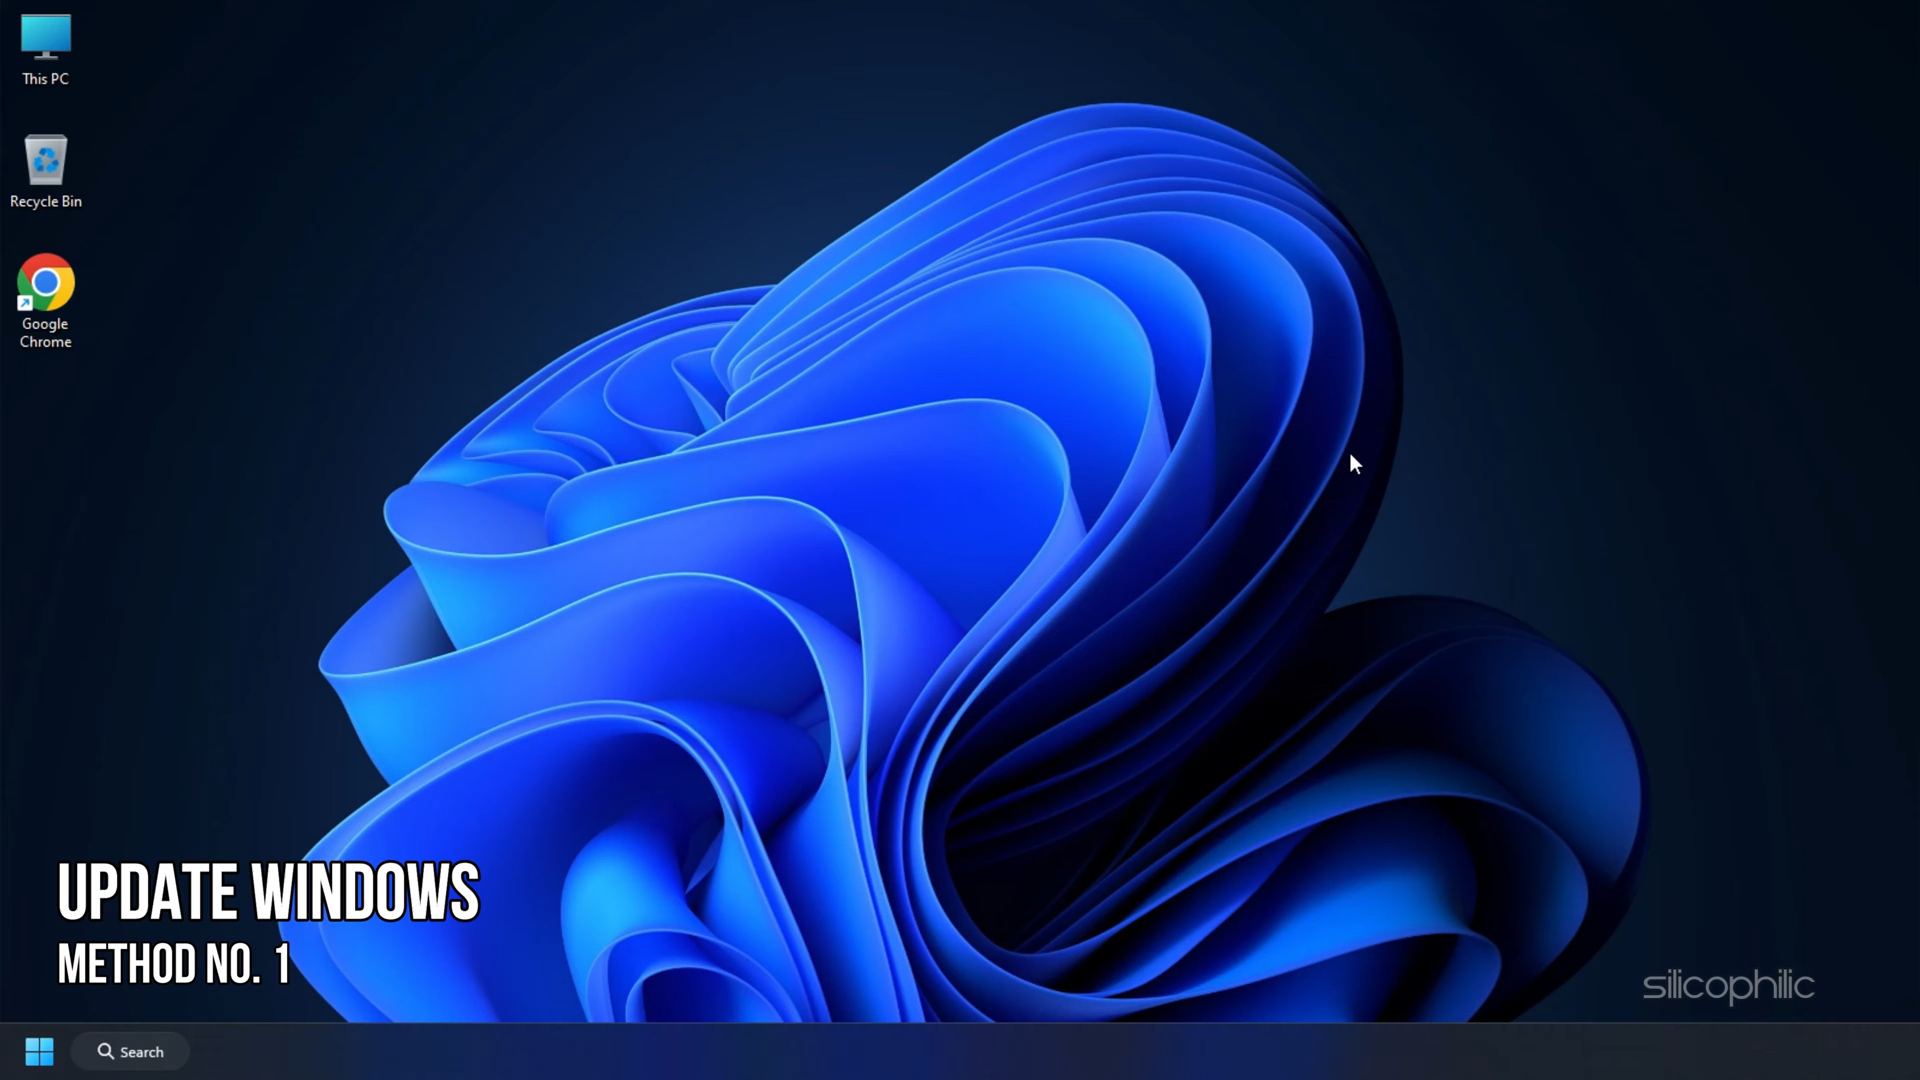 This PC
Recycle Bin
Google
Chrome
UPDATE WINDOWS
METHOD NO. 1
silicophilic
Search